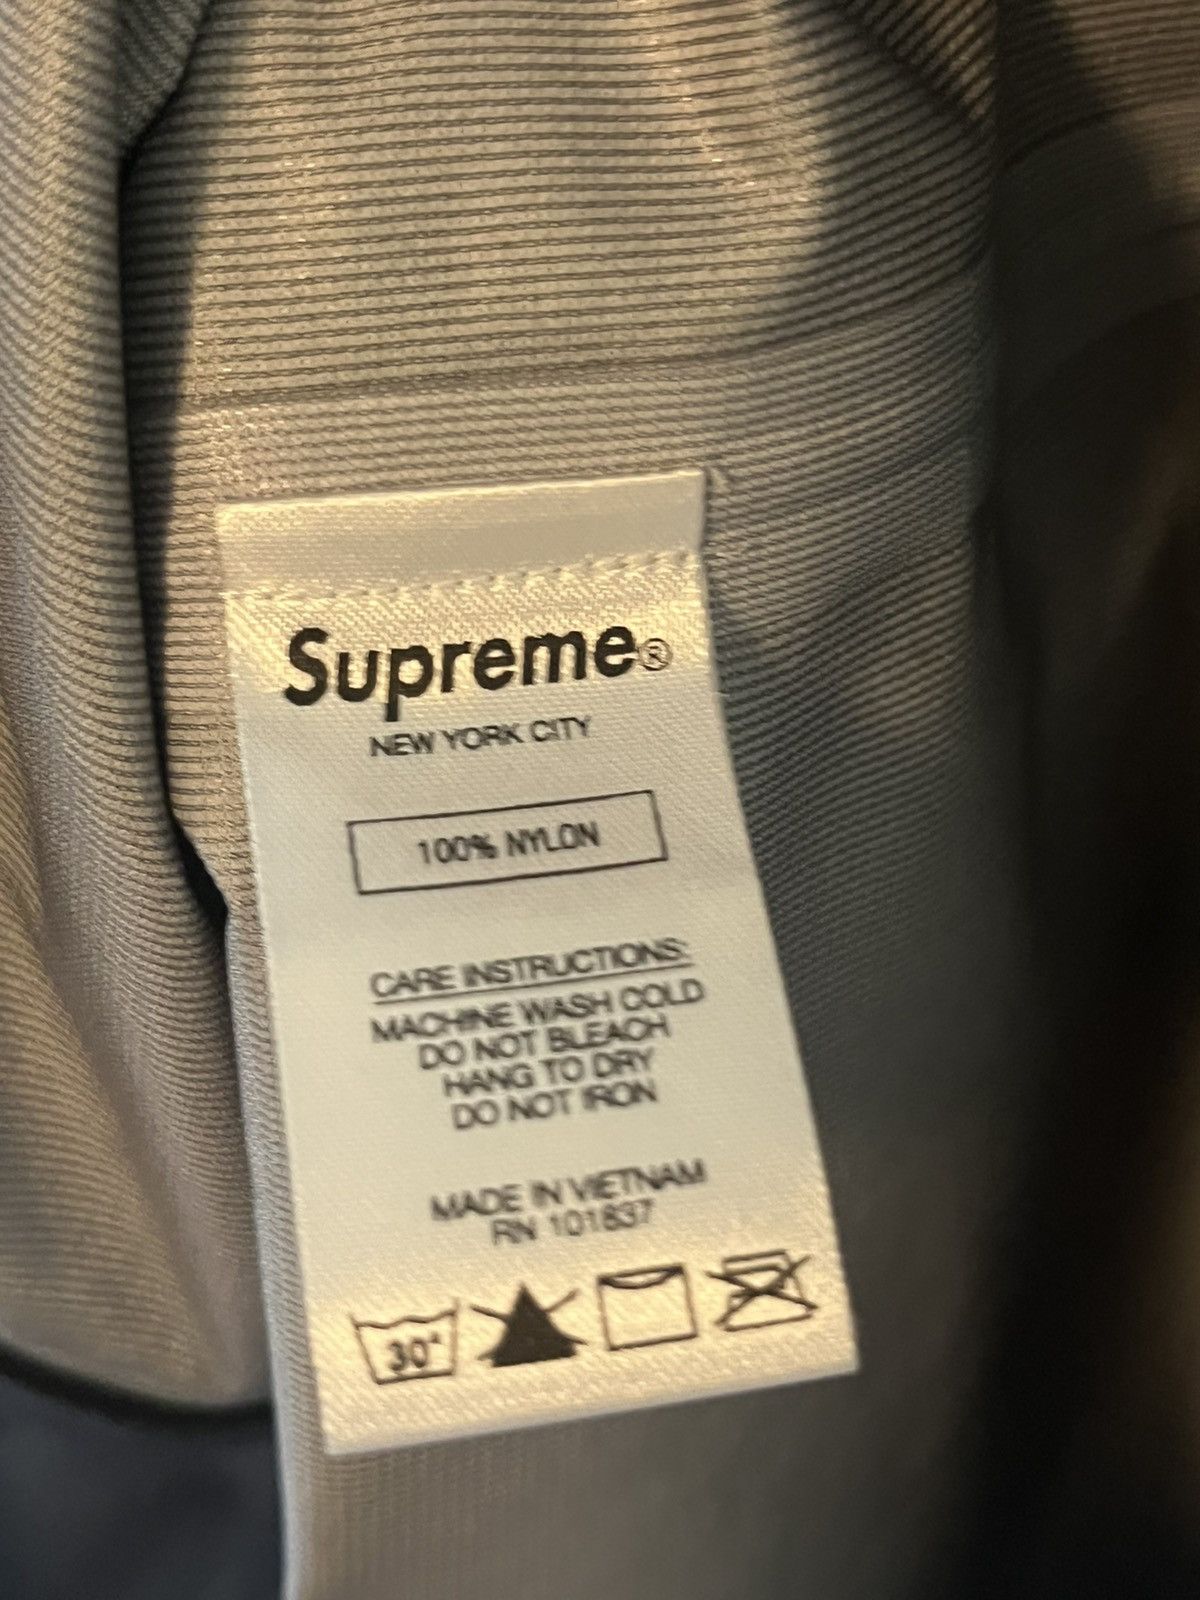 Supreme®
NEW YORK CITY
100% NYLON
CARE INSTRUCTIONS:
MACHINE WASH COLD
DO NOT BLEACH
HANG TO DRY
DO NOT IRON
MADE IN VIETNAM
RN 101837
30°